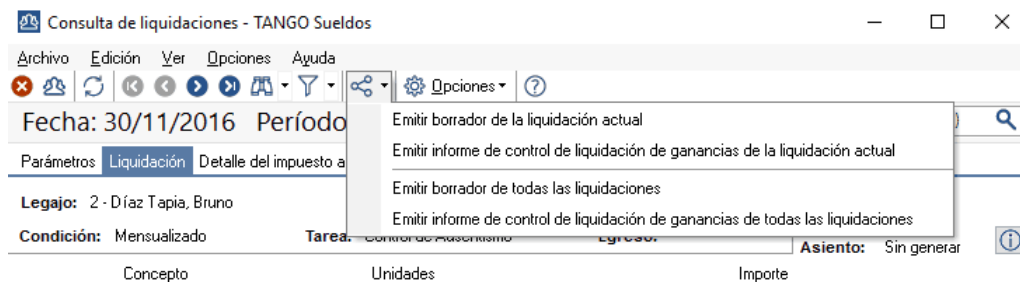 Consulta de liquidaciones - TANGO Sueldos
Archivo Edición Ver Opciones Ayuda
Opciones
Fecha: 30/11/2016 Período
Emitir borrador de la liquidación actual
Emitir informe de control de liquidación de ganancias de la liquidación actual
Emitir borrador de todas las liquidaciones
Emitir informe de control de liquidación de ganancias de todas las liquidaciones
Parámetros Liquidación Detalle del impuesto a
Legajo: 2 - Díaz Tapia, Bruno
Condición: Mensualizado Tarea: Control de Ausentismo Egreso:
Asiento: Sin generar
Concepto Unidades Importe